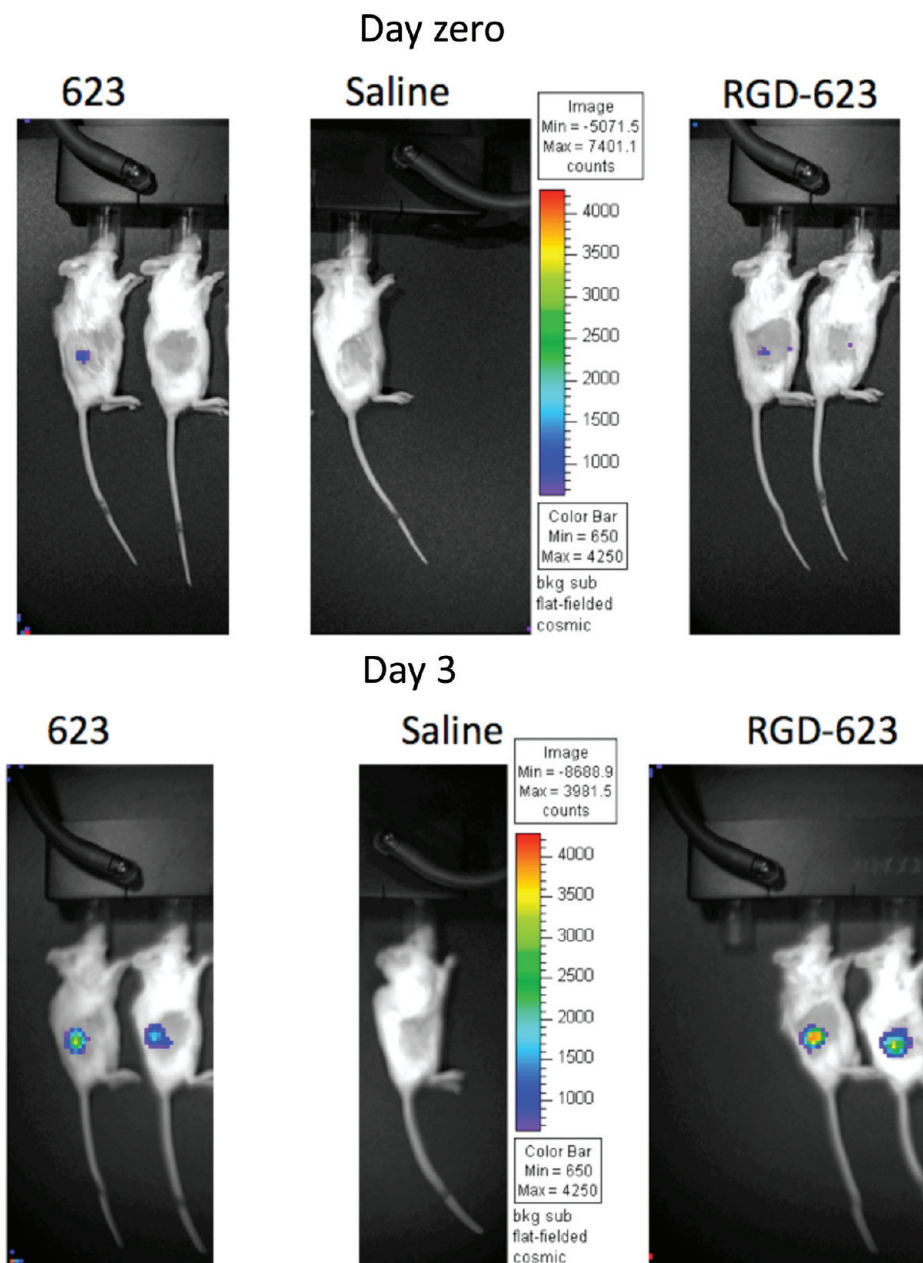 Day zero
623
Saline
RGD-623
Image
Min = -5071.5
Max = 7401.1
counts
4000
3500
3000
2500
2000
1500
1000
Color Bar
Min = 650
Max = 4250
bkg sub
flat-fielded
cosmic
Day 3
623
Saline
RGD-623
Image
Min = -8688.9
Max = 3981.5
counts
4000
3500
3000
2500
2000
1500
1000
Color Bar
Min = 650
Max = 4250
bkg sub
flat-fielded
cosmic